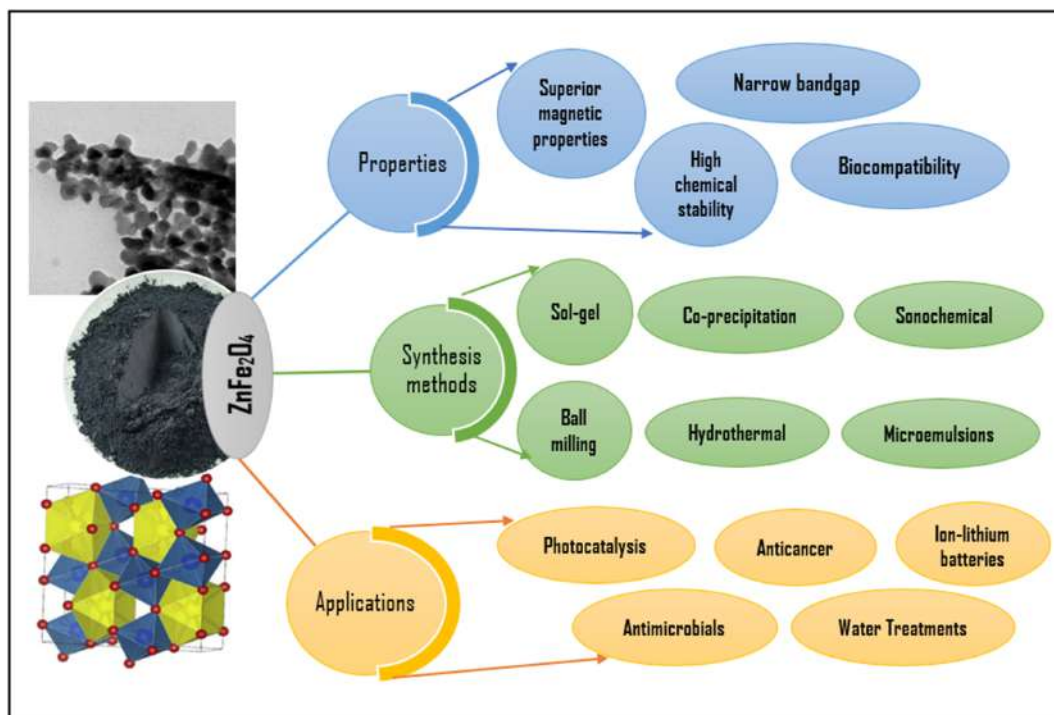 ZnFe₂O₄
Properties
Superior
magnetic
properties
Narrow bandgap
High
chemical
stability
Biocompatibility
Synthesis
methods
Sol-gel
Co-precipitation
Sonochemical
Ball
milling
Hydrothermal
Microemulsions
Applications
Photocatalysis
Anticancer
Ion-lithium
batteries
Antimicrobials
Water Treatments